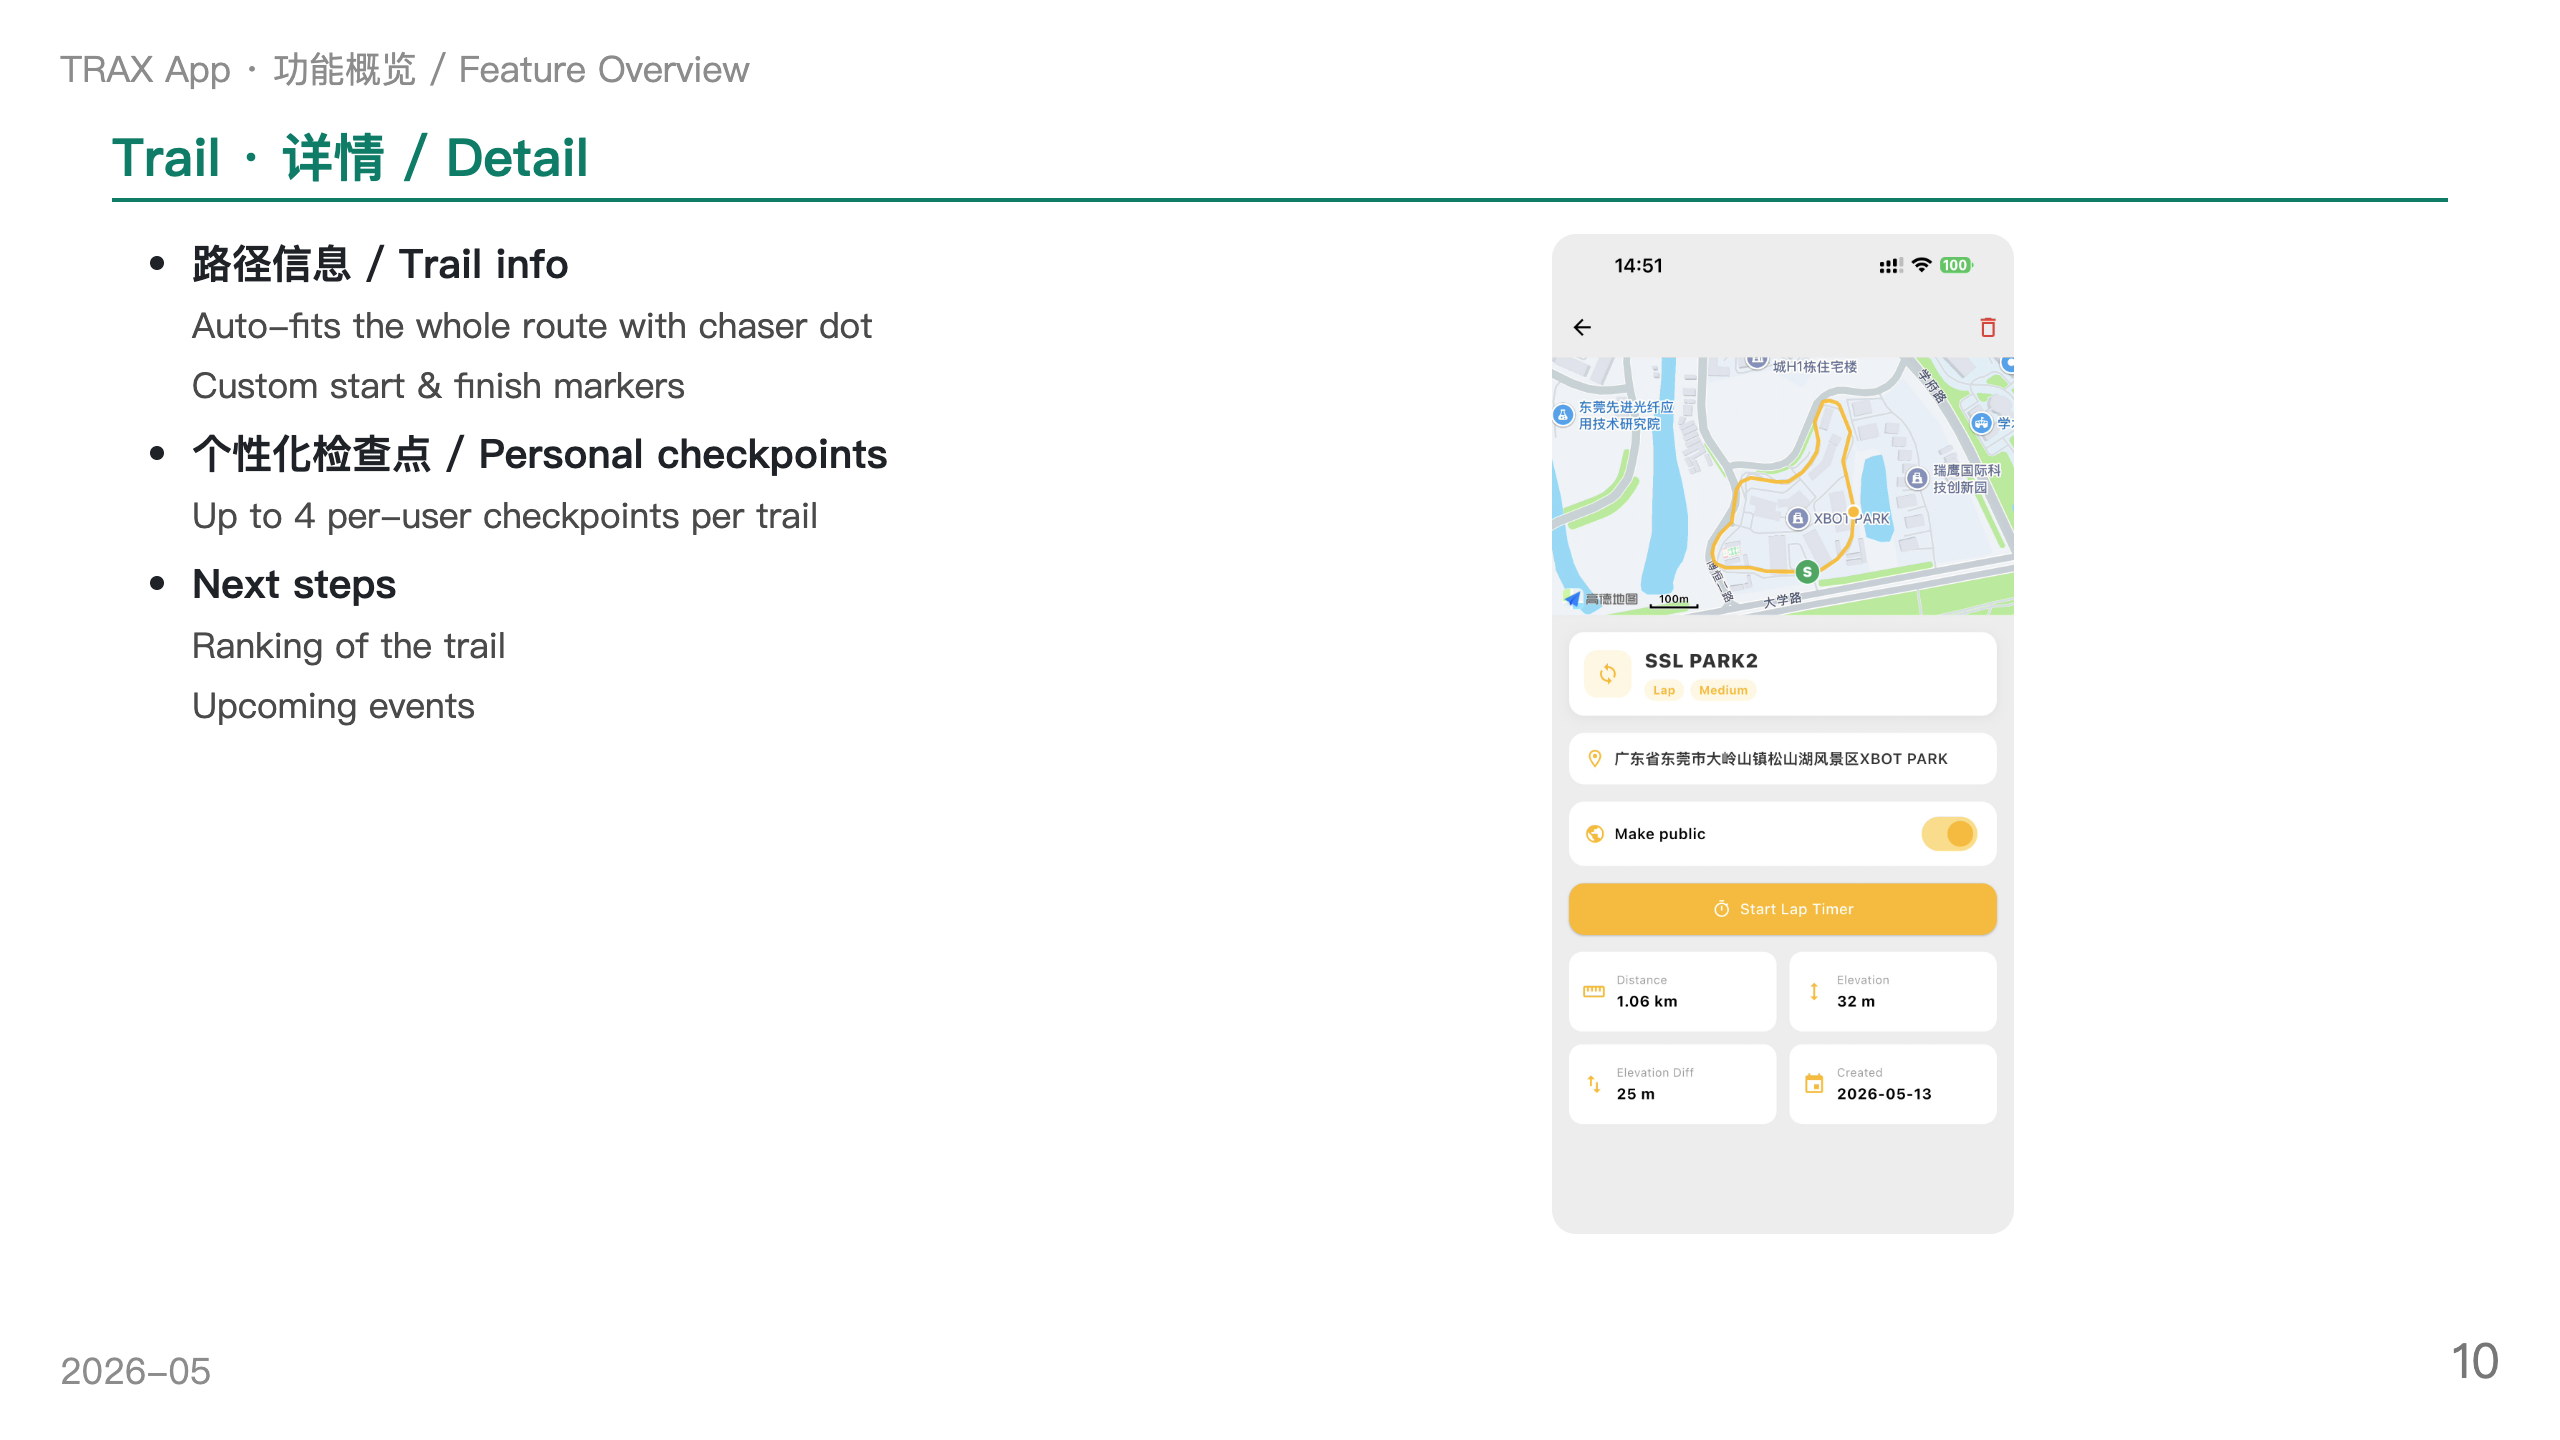 TRAX App · 功能概览 / Feature Overview
Trail · 详情 / Detail
路径信息 / Trail info
Auto-fits the whole route with chaser dot
Custom start & finish markers
个性化检查点 / Personal checkpoints
Up to 4 per-user checkpoints per trail
Next steps
Ranking of the trail
Upcoming events
14:51
100
城H1栋住宅楼
学府路
东莞先进光纤应
用技术研究院
瑞鹰国际科
技创新园
XBOT PARK
S
博恒二路
大学路
高德地图
100m
SSL PARK2
Lap
Medium
广东省东莞市大岭山镇松山湖风景区XBOT PARK
Make public
Start Lap Timer
Distance
1.06 km
Elevation
32 m
Elevation Diff
25 m
Created
2026-05-13
2026-05
10